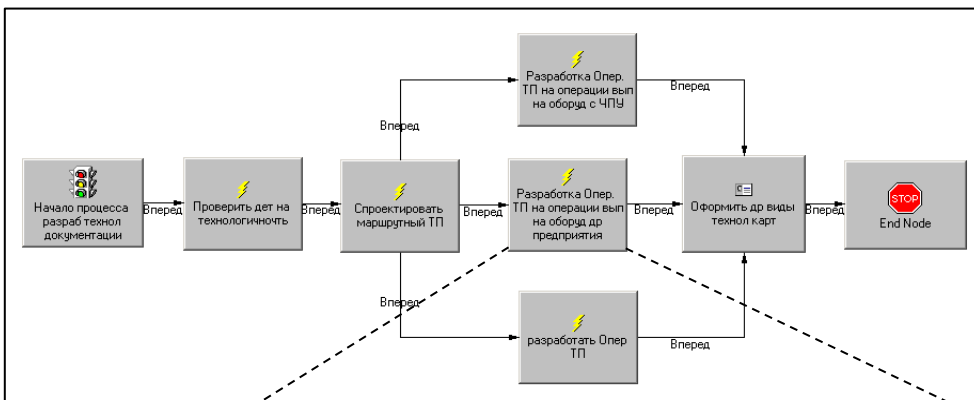 Разработка Опер.
ТП на операции вып
на оборуд с ЧПУ
Вперед
Вперед
Начало процесса
разраб технол
документации
Вперед
Проверить дет на
технологичночть
Вперед
Спроектировать
маршрутный ТП
Вперед
Разработка Опер.
ТП на операции вып
на оборуд др
предприятия
Вперед
Оформить др виды
технол карт
Вперед
STOP
End Node
Вперед
разработать Опер
ТП
Вперед